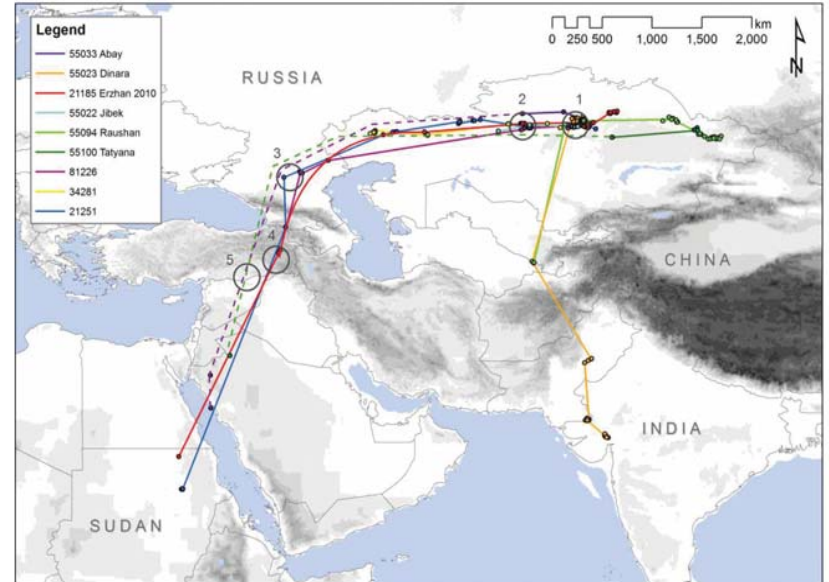 Legend
55033 Abay
55023 Dinara
21185 Erzhan 2010
55022 Jibek
55094 Raushan
55100 Tatyana
81226
34281
21251
km
0 250 500 1,000 1,500 2,000
N
RUSSIA
2 1
3
4
5
CHINA
INDIA
SUDAN